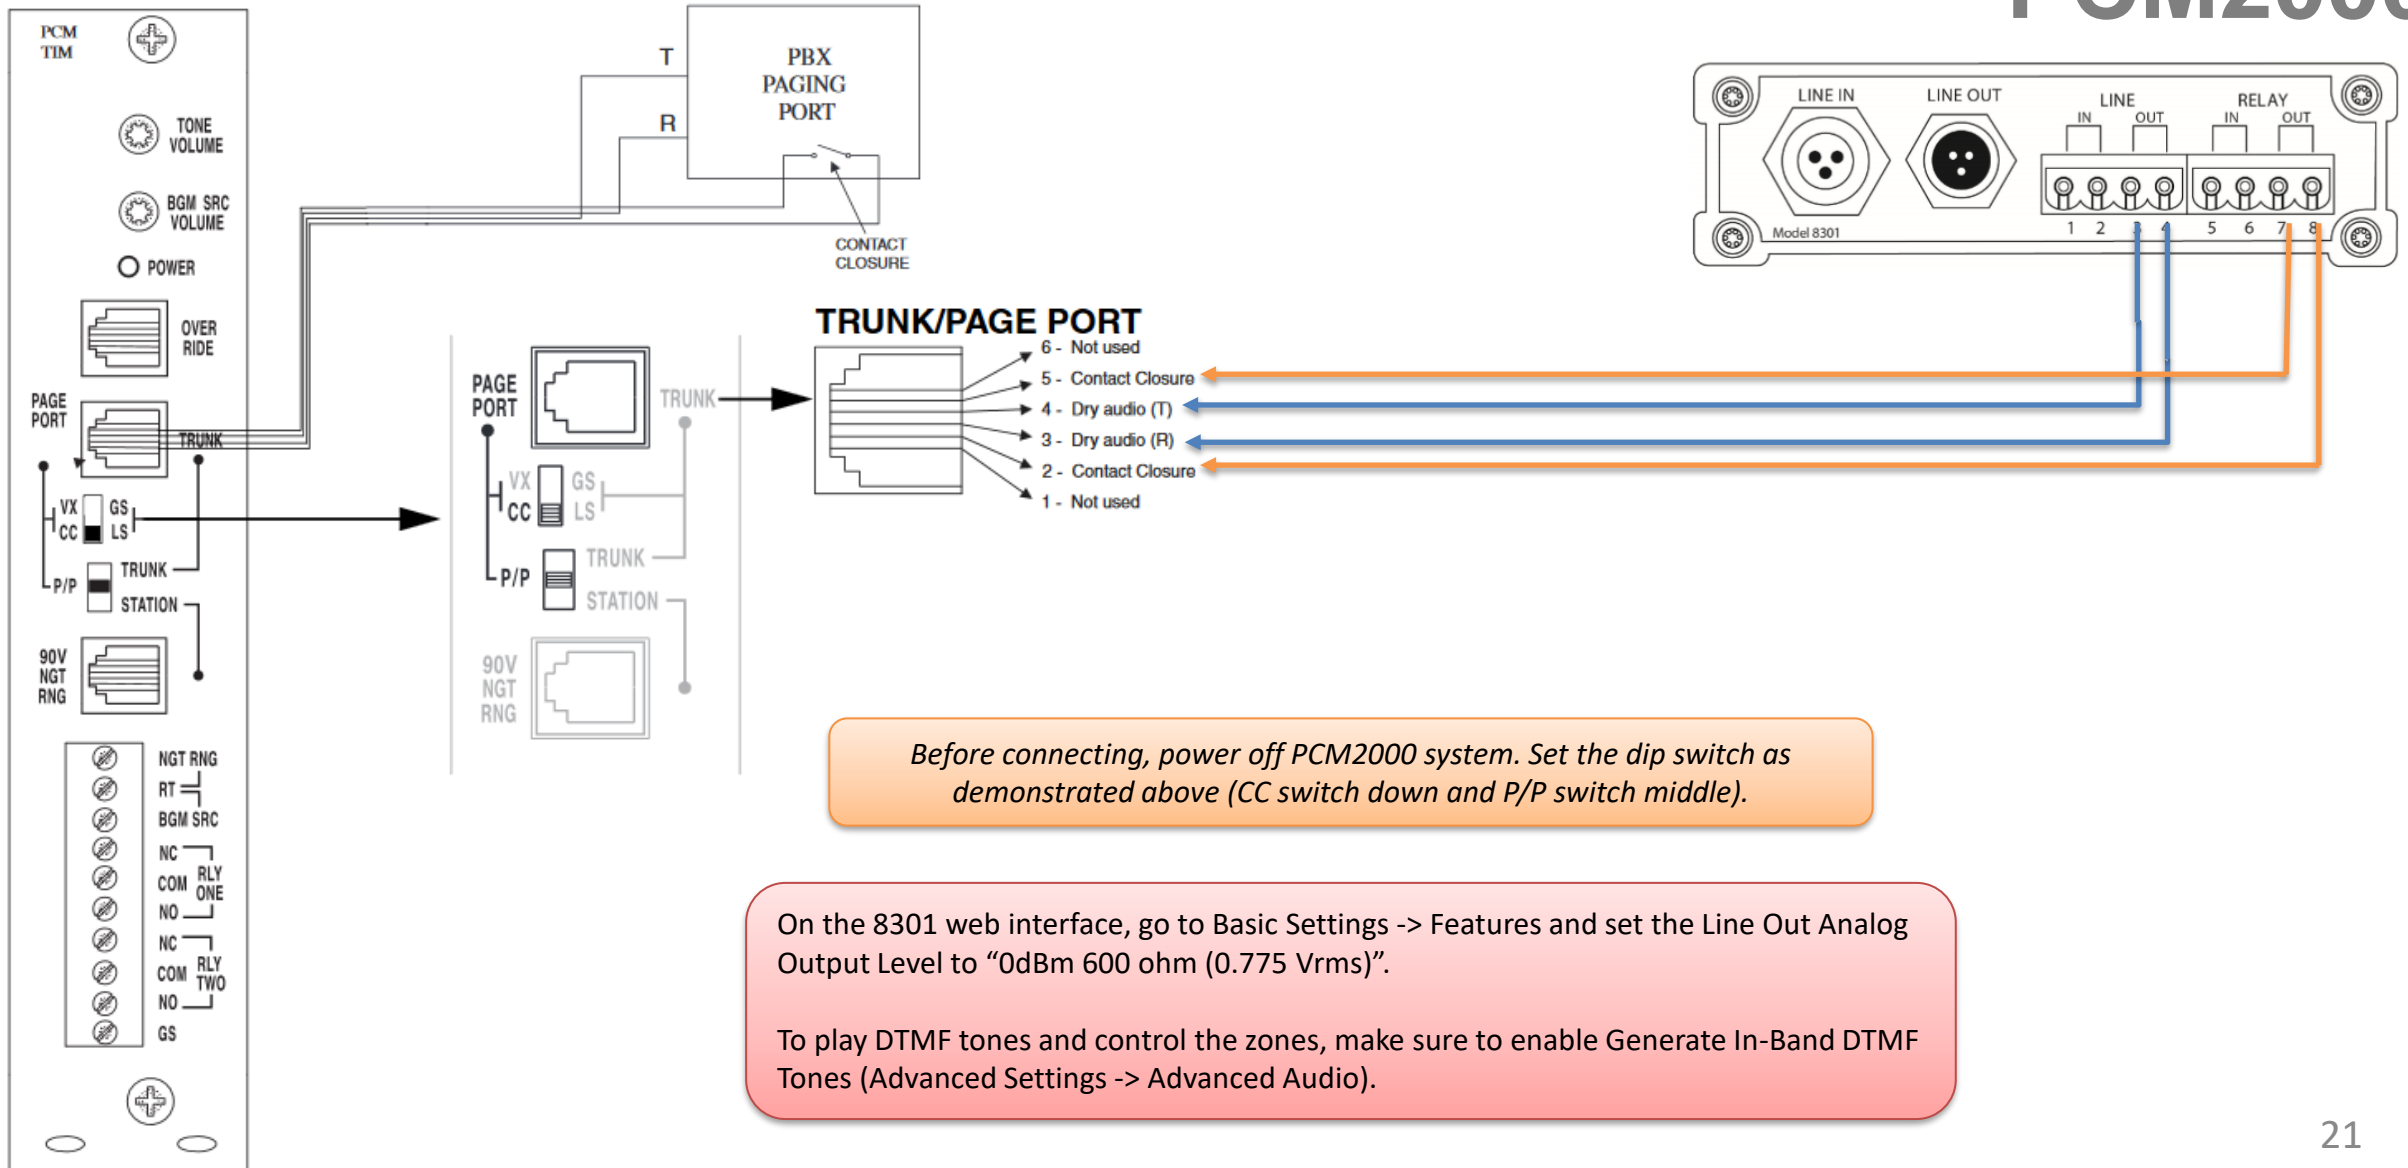 PCM2000
PCM
TIM
TONE
VOLUME
BGM SRC
VOLUME
POWER
OVER
RIDE
PAGE
PORT
TRUNK
VX
GS
CC
LS
TRUNK
P/P
STATION
90V
NGT
RNG
NGT RNG
RT
BGM SRC
NC
COM
RLY
ONE
NO
NC
COM
RLY
TWO
NO
GS
T
R
PBX
PAGING
PORT
CONTACT
CLOSURE
PAGE
PORT
TRUNK
VX
GS
CC
LS
TRUNK
P/P
STATION
90V
NGT
RNG
TRUNK/PAGE PORT
6 - Not used
5 - Contact Closure
4 - Dry audio (T)
3 - Dry audio (R)
2 - Contact Closure
1 - Not used
LINE IN
LINE OUT
LINE
IN
OUT
RELAY
IN
OUT
Model 8301
1 2 3 4 5 6 7 8
Before connecting, power off PCM2000 system. Set the dip switch as
demonstrated above (CC switch down and P/P switch middle).
On the 8301 web interface, go to Basic Settings -> Features and set the Line Out Analog
Output Level to “0dBm 600 ohm (0.775 Vrms)”.
To play DTMF tones and control the zones, make sure to enable Generate In-Band DTMF
Tones (Advanced Settings -> Advanced Audio).
21